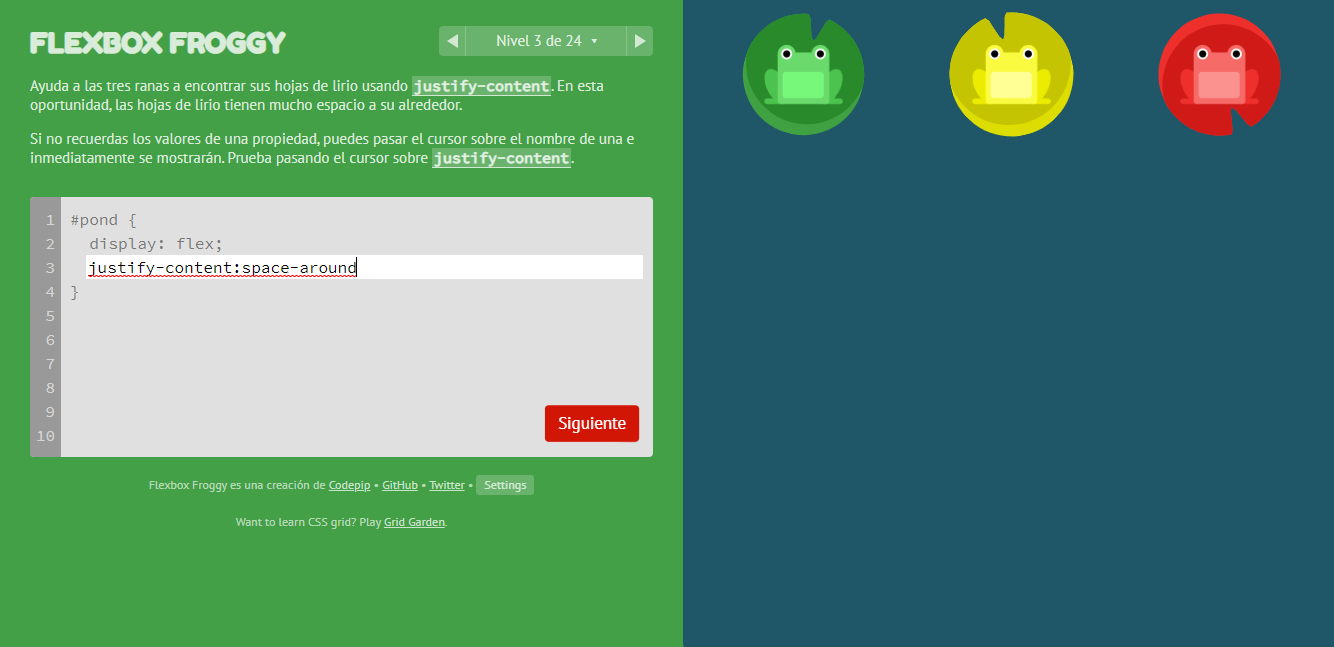 FLEXBOX FROGGY
Nivel 3 de 24
Ayuda a las tres ranas a encontrar sus hojas de lirio usando justify-content. En esta
oportunidad, las hojas de lirio tienen mucho espacio a su alrededor.
Si no recuerdas los valores de una propiedad, puedes pasar el cursor sobre el nombre de una e
inmediatamente se mostrarán. Prueba pasando el cursor sobre justify-content.
1 #pond {
2 display: flex;
3 justify-content:space-around
4 }
5
6
7
8
9
10
Siguiente
Flexbox Froggy es una creación de Codepip • GitHub • Twitter • Settings
Want to learn CSS grid? Play Grid Garden.